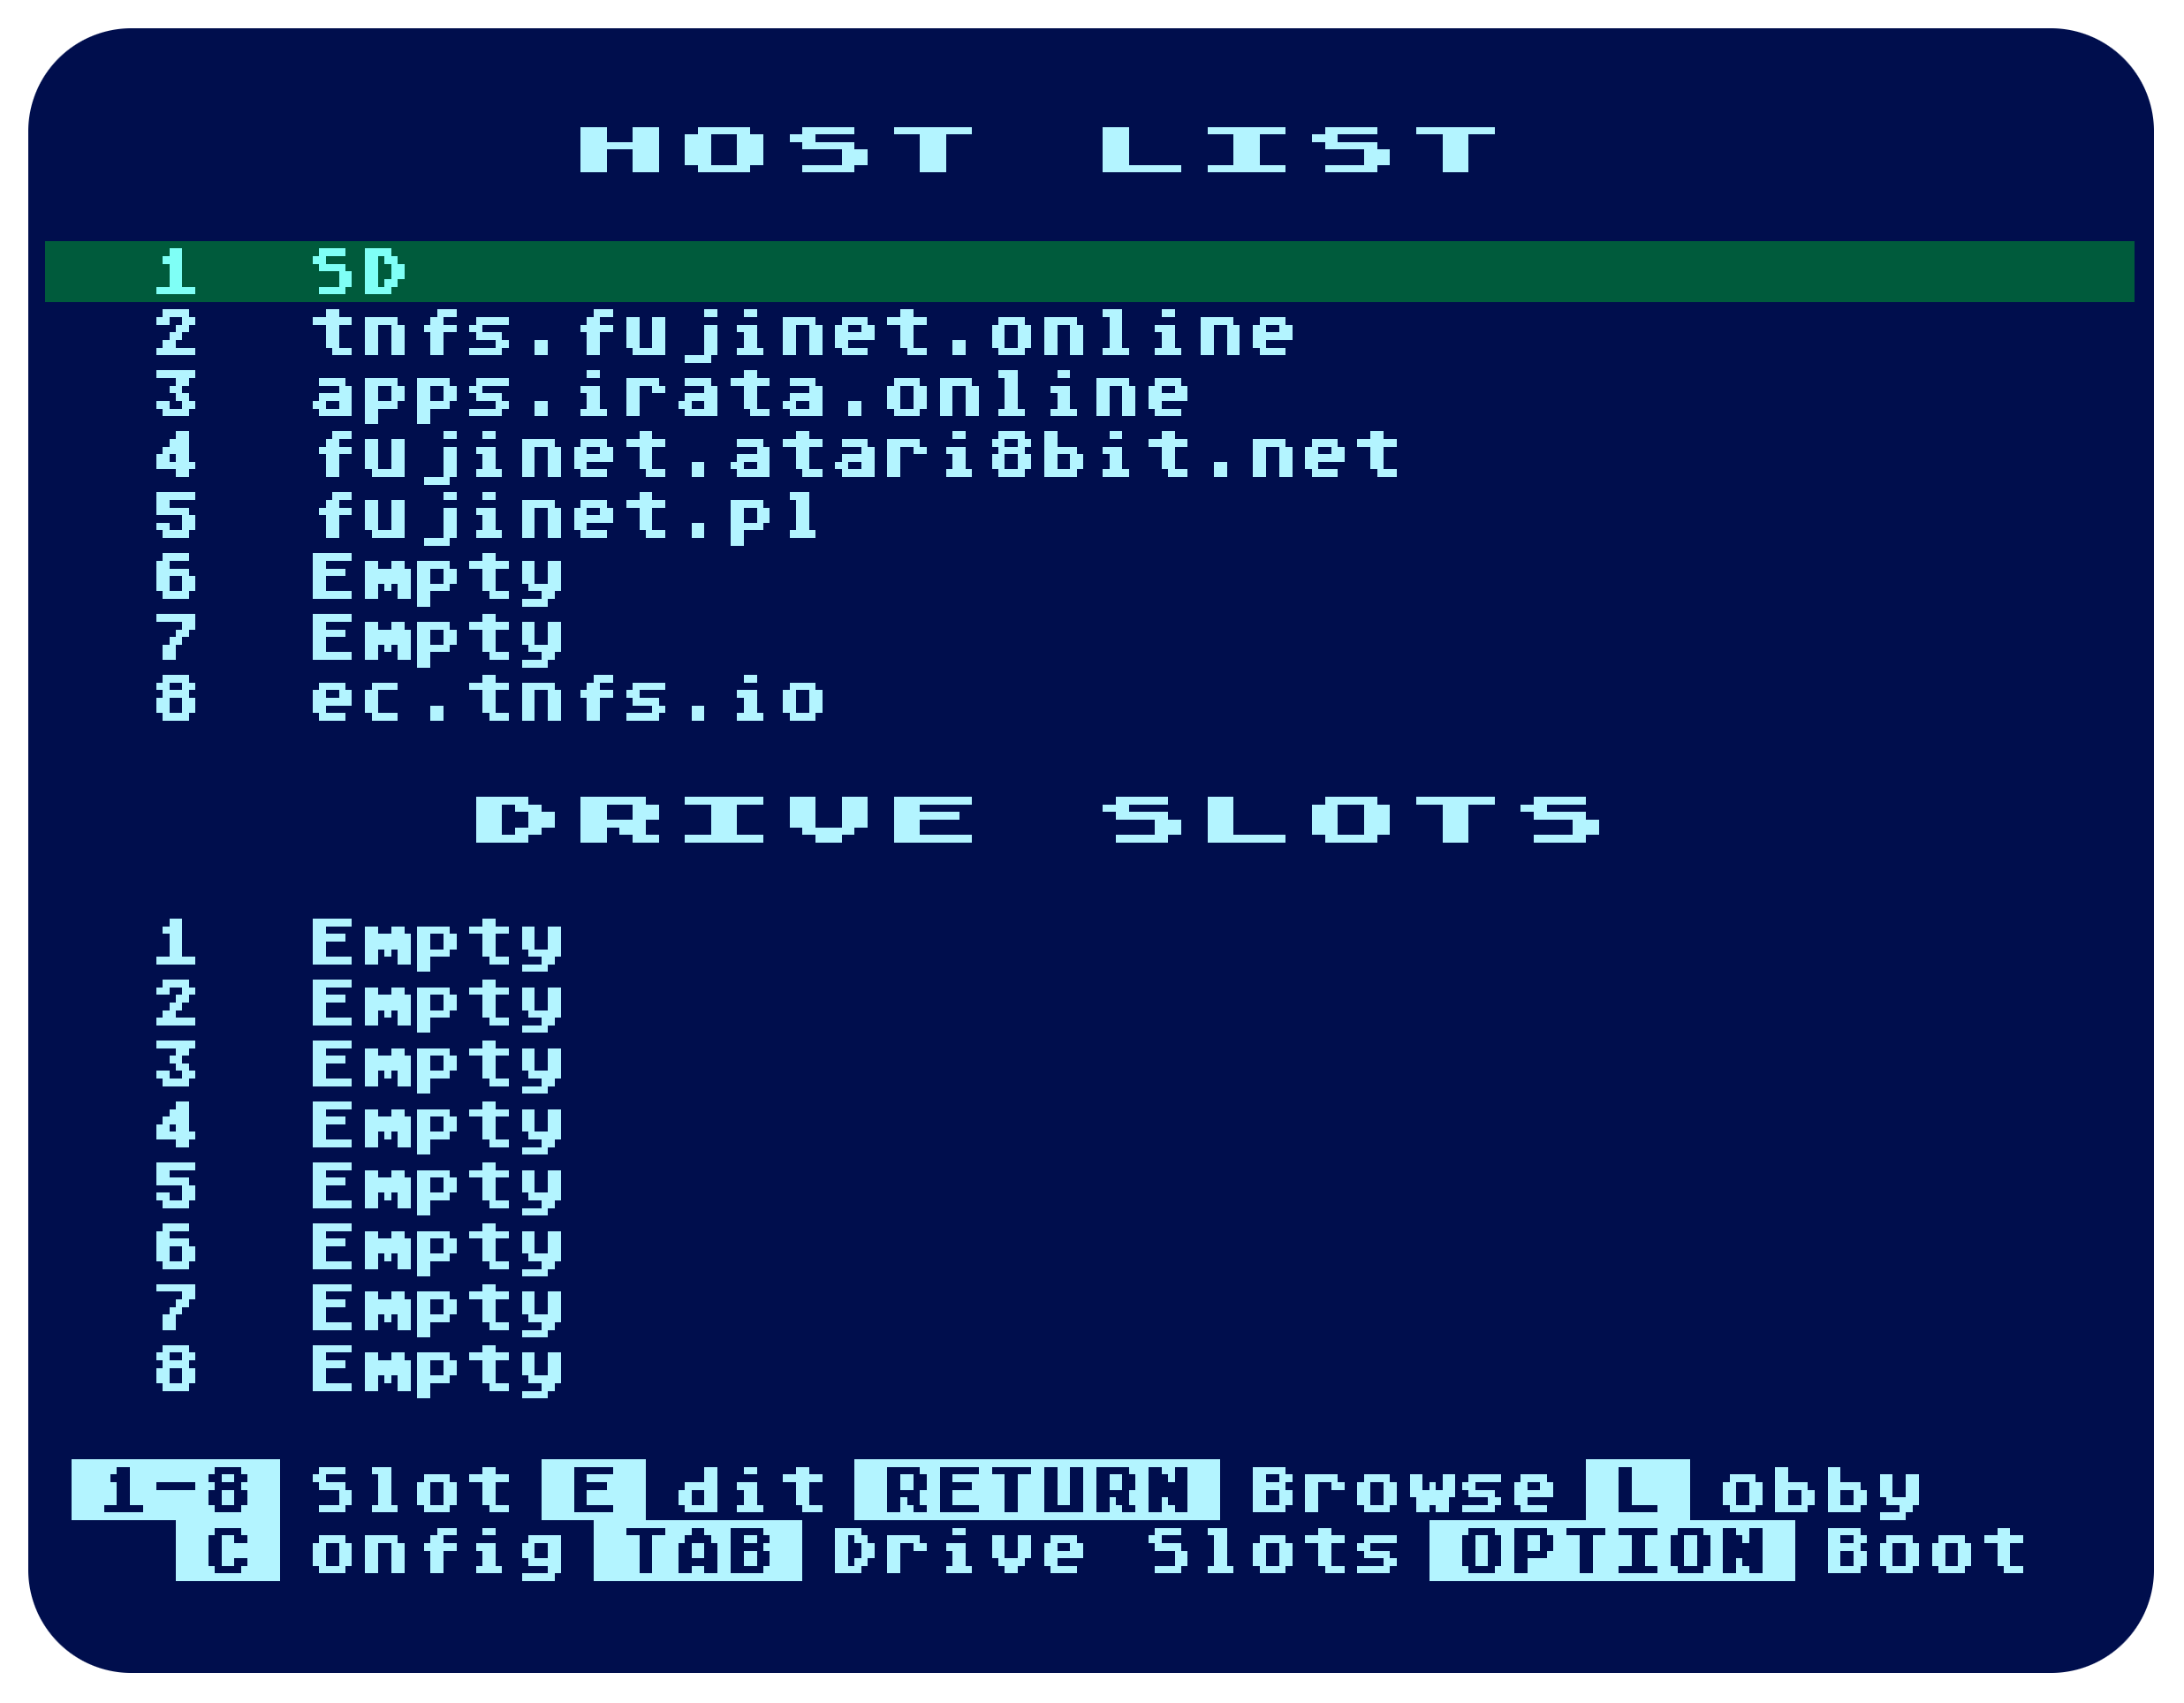 HOST LIST
1 SD
2 tnfs.fujinet.online
3 apps.irata.online
4 fujinet.atari8bit.net
5 fujinet.pl
6 Empty
7 Empty
8 ec.tnfs.io
DRIVE SLOTS
1 Empty
2 Empty
3 Empty
4 Empty
5 Empty
6 Empty
7 Empty
8 Empty
1-8 Slot E dit RETURN Browse L obby
C onfig TAB Drive Slots OPTION Boot